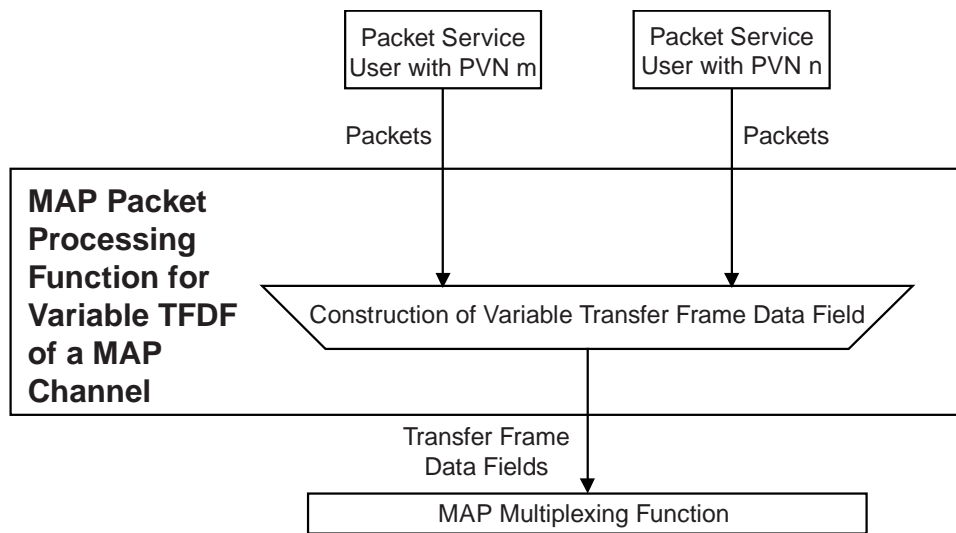 Packet Service
User with PVN m
Packet Service
User with PVN n
Packets
Packets
MAP Packet
Processing
Function for
Variable TFDF
of a MAP
Channel
Construction of Variable Transfer Frame Data Field
Transfer Frame
Data Fields
MAP Multiplexing Function